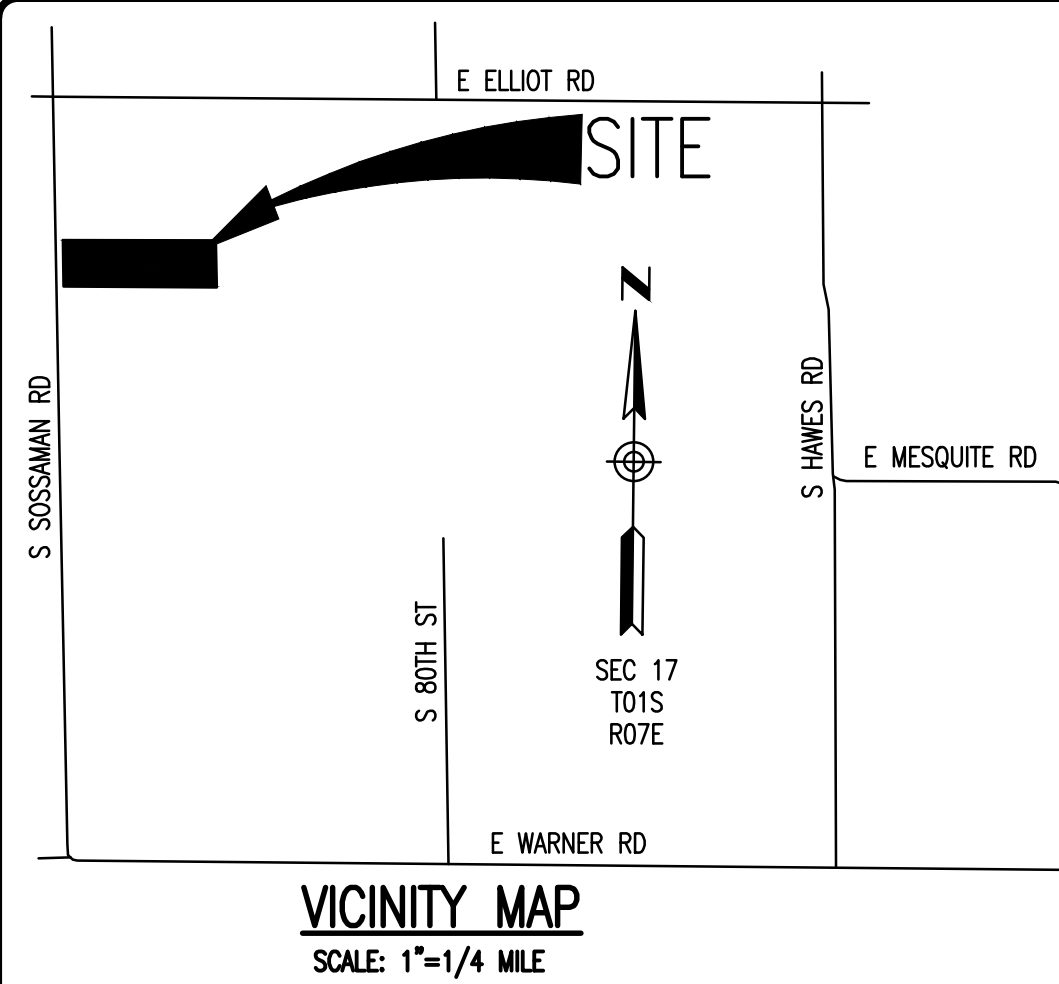 E ELLIOT RD
SITE
N
S SOSSAMAN RD
S HAWES RD
E MESQUITE RD
S 80TH ST
SEC 17
T01S
R07E
E WARNER RD
VICINITY MAP
SCALE: 1"=1/4 MILE